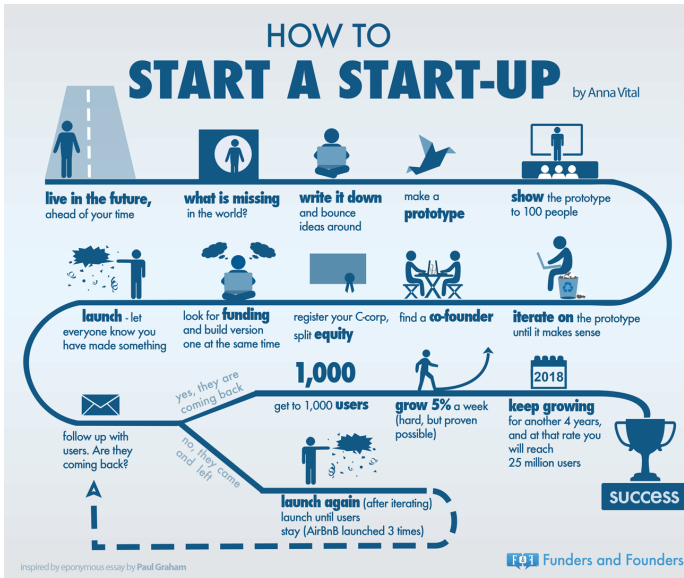 HOW TO
START A START-UP
by Anna Vital
live in the future,
ahead of your time
what is missing
in the world?
write it down
and bounce
ideas around
make a
prototype
show the prototype
to 100 people
launch - let
everyone know you
have made something
look for funding
and build version
one at the same time
register your C-corp,
split equity
find a co-founder
iterate on the prototype
until it makes sense
follow up with
users. Are they
coming back?
yes, they are
coming back
no, they came
and left
1,000
get to 1,000 users
grow 5% a week
(hard, but proven
possible)
2018
keep growing
for another 4 years,
and at that rate you
will reach
25 million users
success
launch again (after iterating)
launch until users
stay (AirBnB launched 3 times)
inspired by eponymous essay by Paul Graham
Funders and Founders